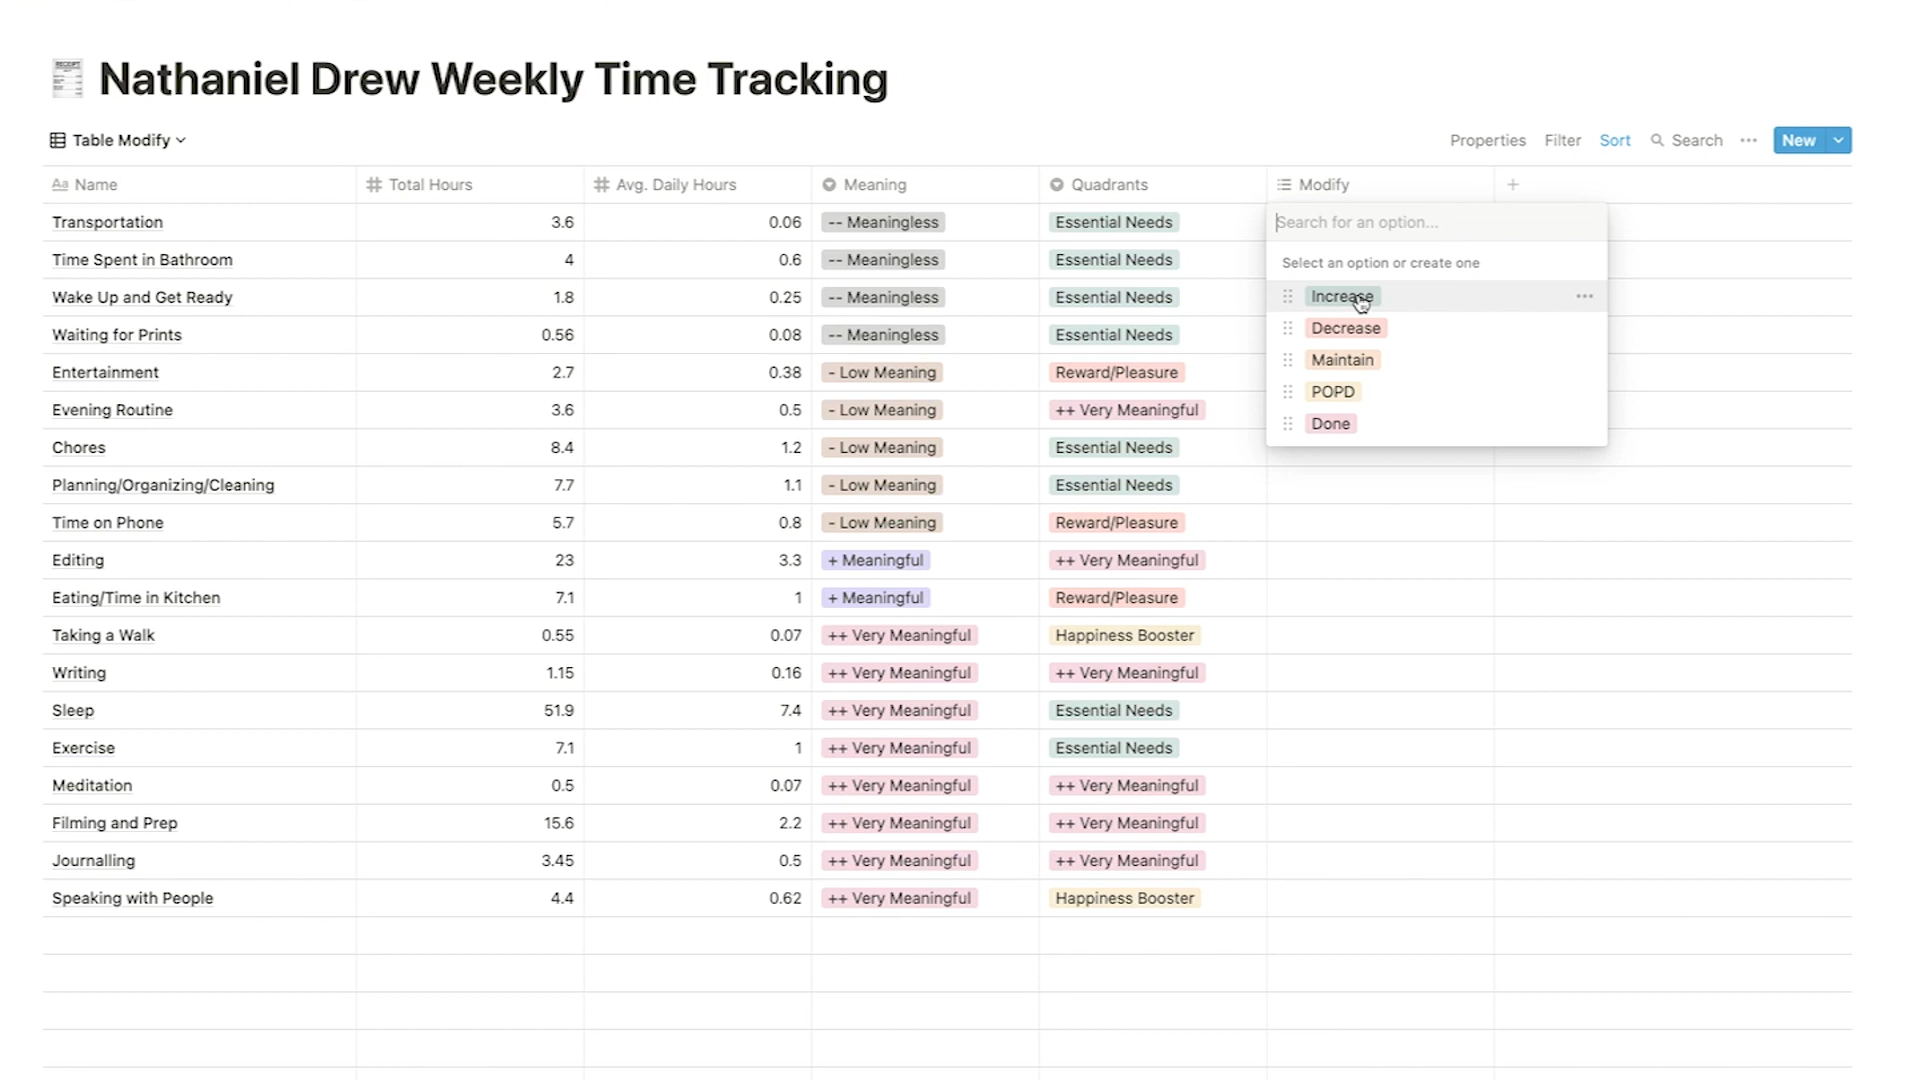 Nathaniel Drew Weekly Time Tracking
Table Modify Properties Filter Sort Search New
Aa Name Total Hours Avg. Daily Hours Meaning Quadrants Modify
Transportation 3.6 0.06 -- Meaningless Essential Needs Search for an option...
Time Spent in Bathroom 4 0.6 -- Meaningless Essential Needs Select an option or create one
Wake Up and Get Ready 1.8 0.25 -- Meaningless Essential Needs Increase
Waiting for Prints 0.56 0.08 -- Meaningless Essential Needs Decrease
Entertainment 2.7 0.38 - Low Meaning Reward/Pleasure Maintain
Evening Routine 3.6 0.5 - Low Meaning ++ Very Meaningful POPD
Chores 8.4 1.2 - Low Meaning Essential Needs Done
Planning/Organizing/Cleaning 7.7 1.1 - Low Meaning Essential Needs
Time on Phone 5.7 0.8 - Low Meaning Reward/Pleasure
Editing 23 3.3 + Meaningful ++ Very Meaningful
Eating/Time in Kitchen 7.1 1 + Meaningful Reward/Pleasure
Taking a Walk 0.55 0.07 ++ Very Meaningful Happiness Booster
Writing 1.15 0.16 ++ Very Meaningful ++ Very Meaningful
Sleep 51.9 7.4 ++ Very Meaningful Essential Needs
Exercise 7.1 1 ++ Very Meaningful Essential Needs
Meditation 0.5 0.07 ++ Very Meaningful ++ Very Meaningful
Filming and Prep 15.6 2.2 ++ Very Meaningful ++ Very Meaningful
Journalling 3.45 0.5 ++ Very Meaningful ++ Very Meaningful
Speaking with People 4.4 0.62 ++ Very Meaningful Happiness Booster